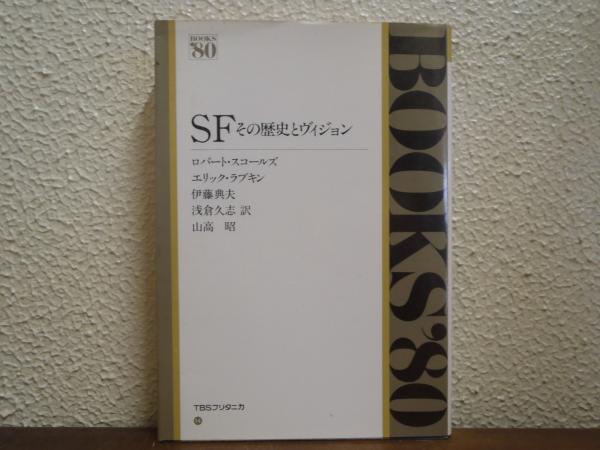 BOOKS
'80
SFその歴史とヴィジョン
ロバート・スコールズ
エリック・ラブキン
伊藤典夫
浅倉久志 訳
山高 昭
TBSブリタニカ
BOOKS'80